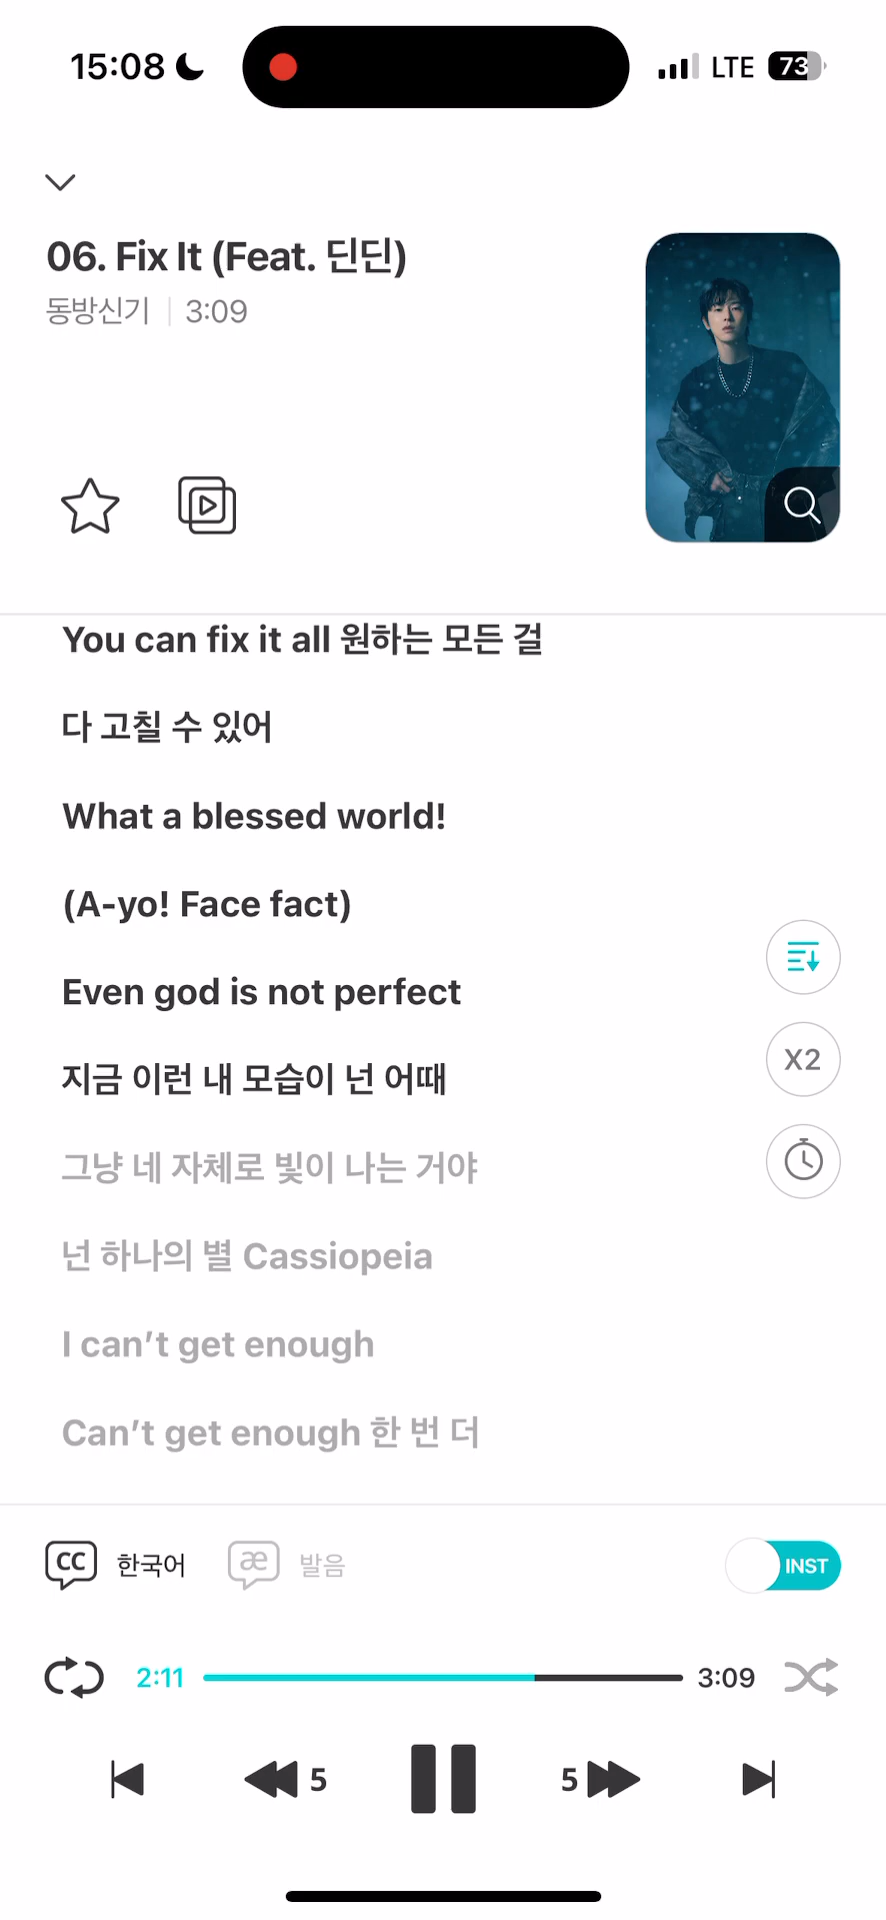 15:08
LTE
73
06. Fix It (Feat. 딘딘)
동방신기 | 3:09
You can fix it all 원하는 모든 걸
다 고칠 수 있어
What a blessed world!
(A-yo! Face fact)
Even god is not perfect
지금 이런 내 모습이 넌 어때
X2
그냥 네 자체로 빛이 나는 거야
넌 하나의 별 Cassiopeia
I can’t get enough
Can’t get enough 한 번 더
CC 한국어
æ 발음
INST
2:11
3:09
5
5